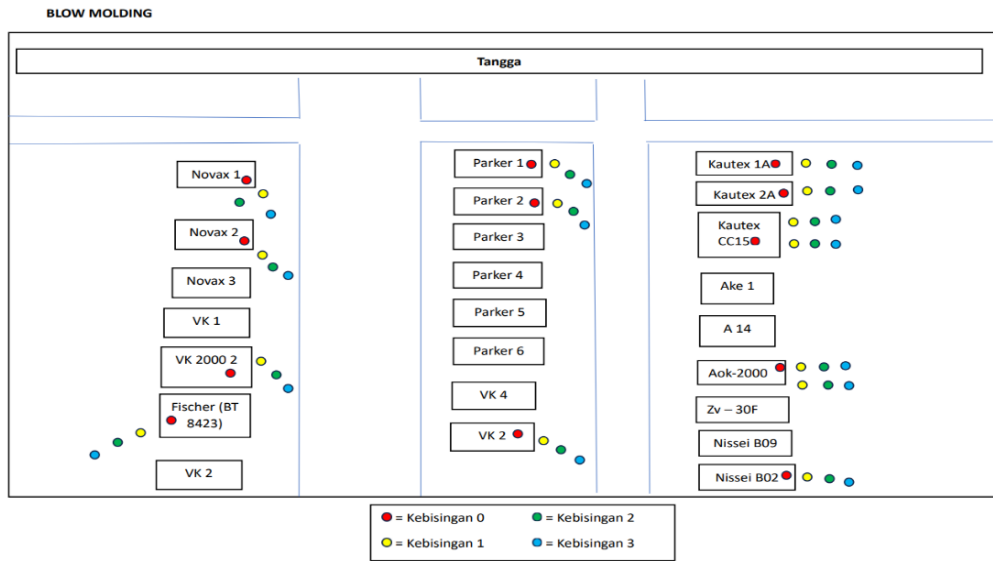 BLOW MOLDING
Tangga
Novax 1
Novax 2
Novax 3
VK 1
VK 2000 2
Fischer (BT
8423)
VK 2
Parker 1
Parker 2
Parker 3
Parker 4
Parker 5
Parker 6
VK 4
VK 2
Kautex 1A
Kautex 2A
Kautex
CC15
Ake 1
A 14
Aok-2000
Zv – 30F
Nissei B09
Nissei B02
= Kebisingan 0
= Kebisingan 2
= Kebisingan 1
= Kebisingan 3